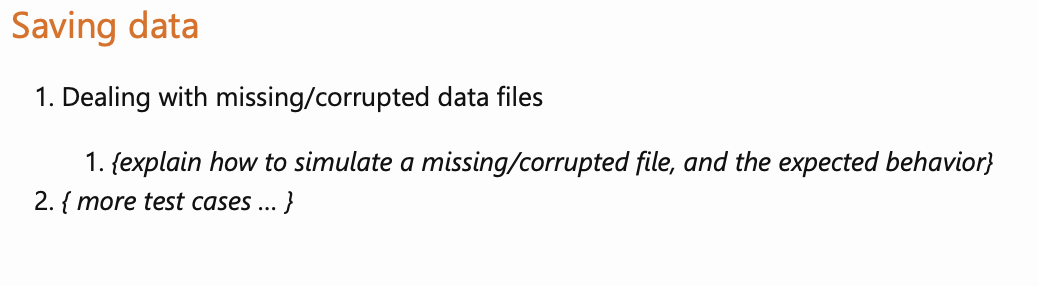 Saving data
1. Dealing with missing/corrupted data files
1. {explain how to simulate a missing/corrupted file, and the expected behavior}
2. { more test cases ... }